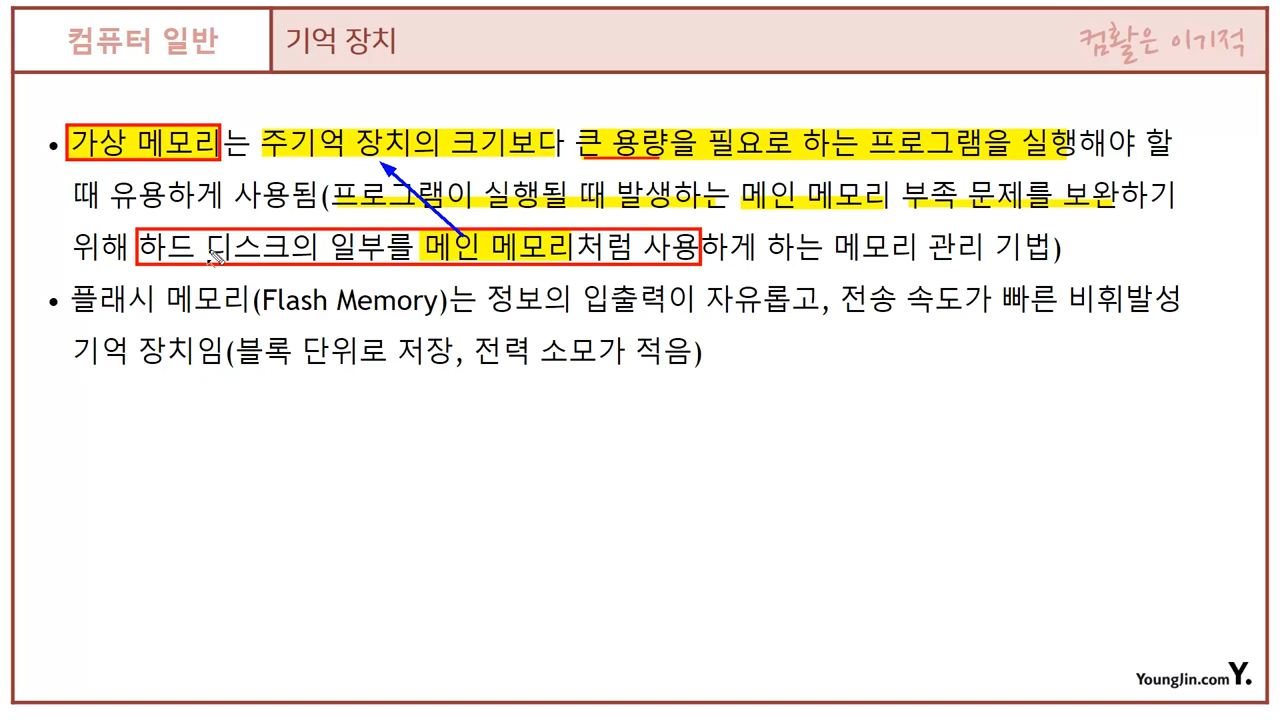 컴퓨터 일반
기억 장치
컴활은 이기적
• 가상 메모리는 주기억 장치의 크기보다 큰 용량을 필요로 하는 프로그램을 실행해야 할
때 유용하게 사용됨(프로그램이 실행될 때 발생하는 메인 메모리 부족 문제를 보완하기
위해 하드 디스크의 일부를 메인 메모리처럼 사용하게 하는 메모리 관리 기법)
• 플래시 메모리(Flash Memory)는 정보의 입출력이 자유롭고, 전송 속도가 빠른 비휘발성
기억 장치임(블록 단위로 저장, 전력 소모가 적음)
YoungJin.com Y.